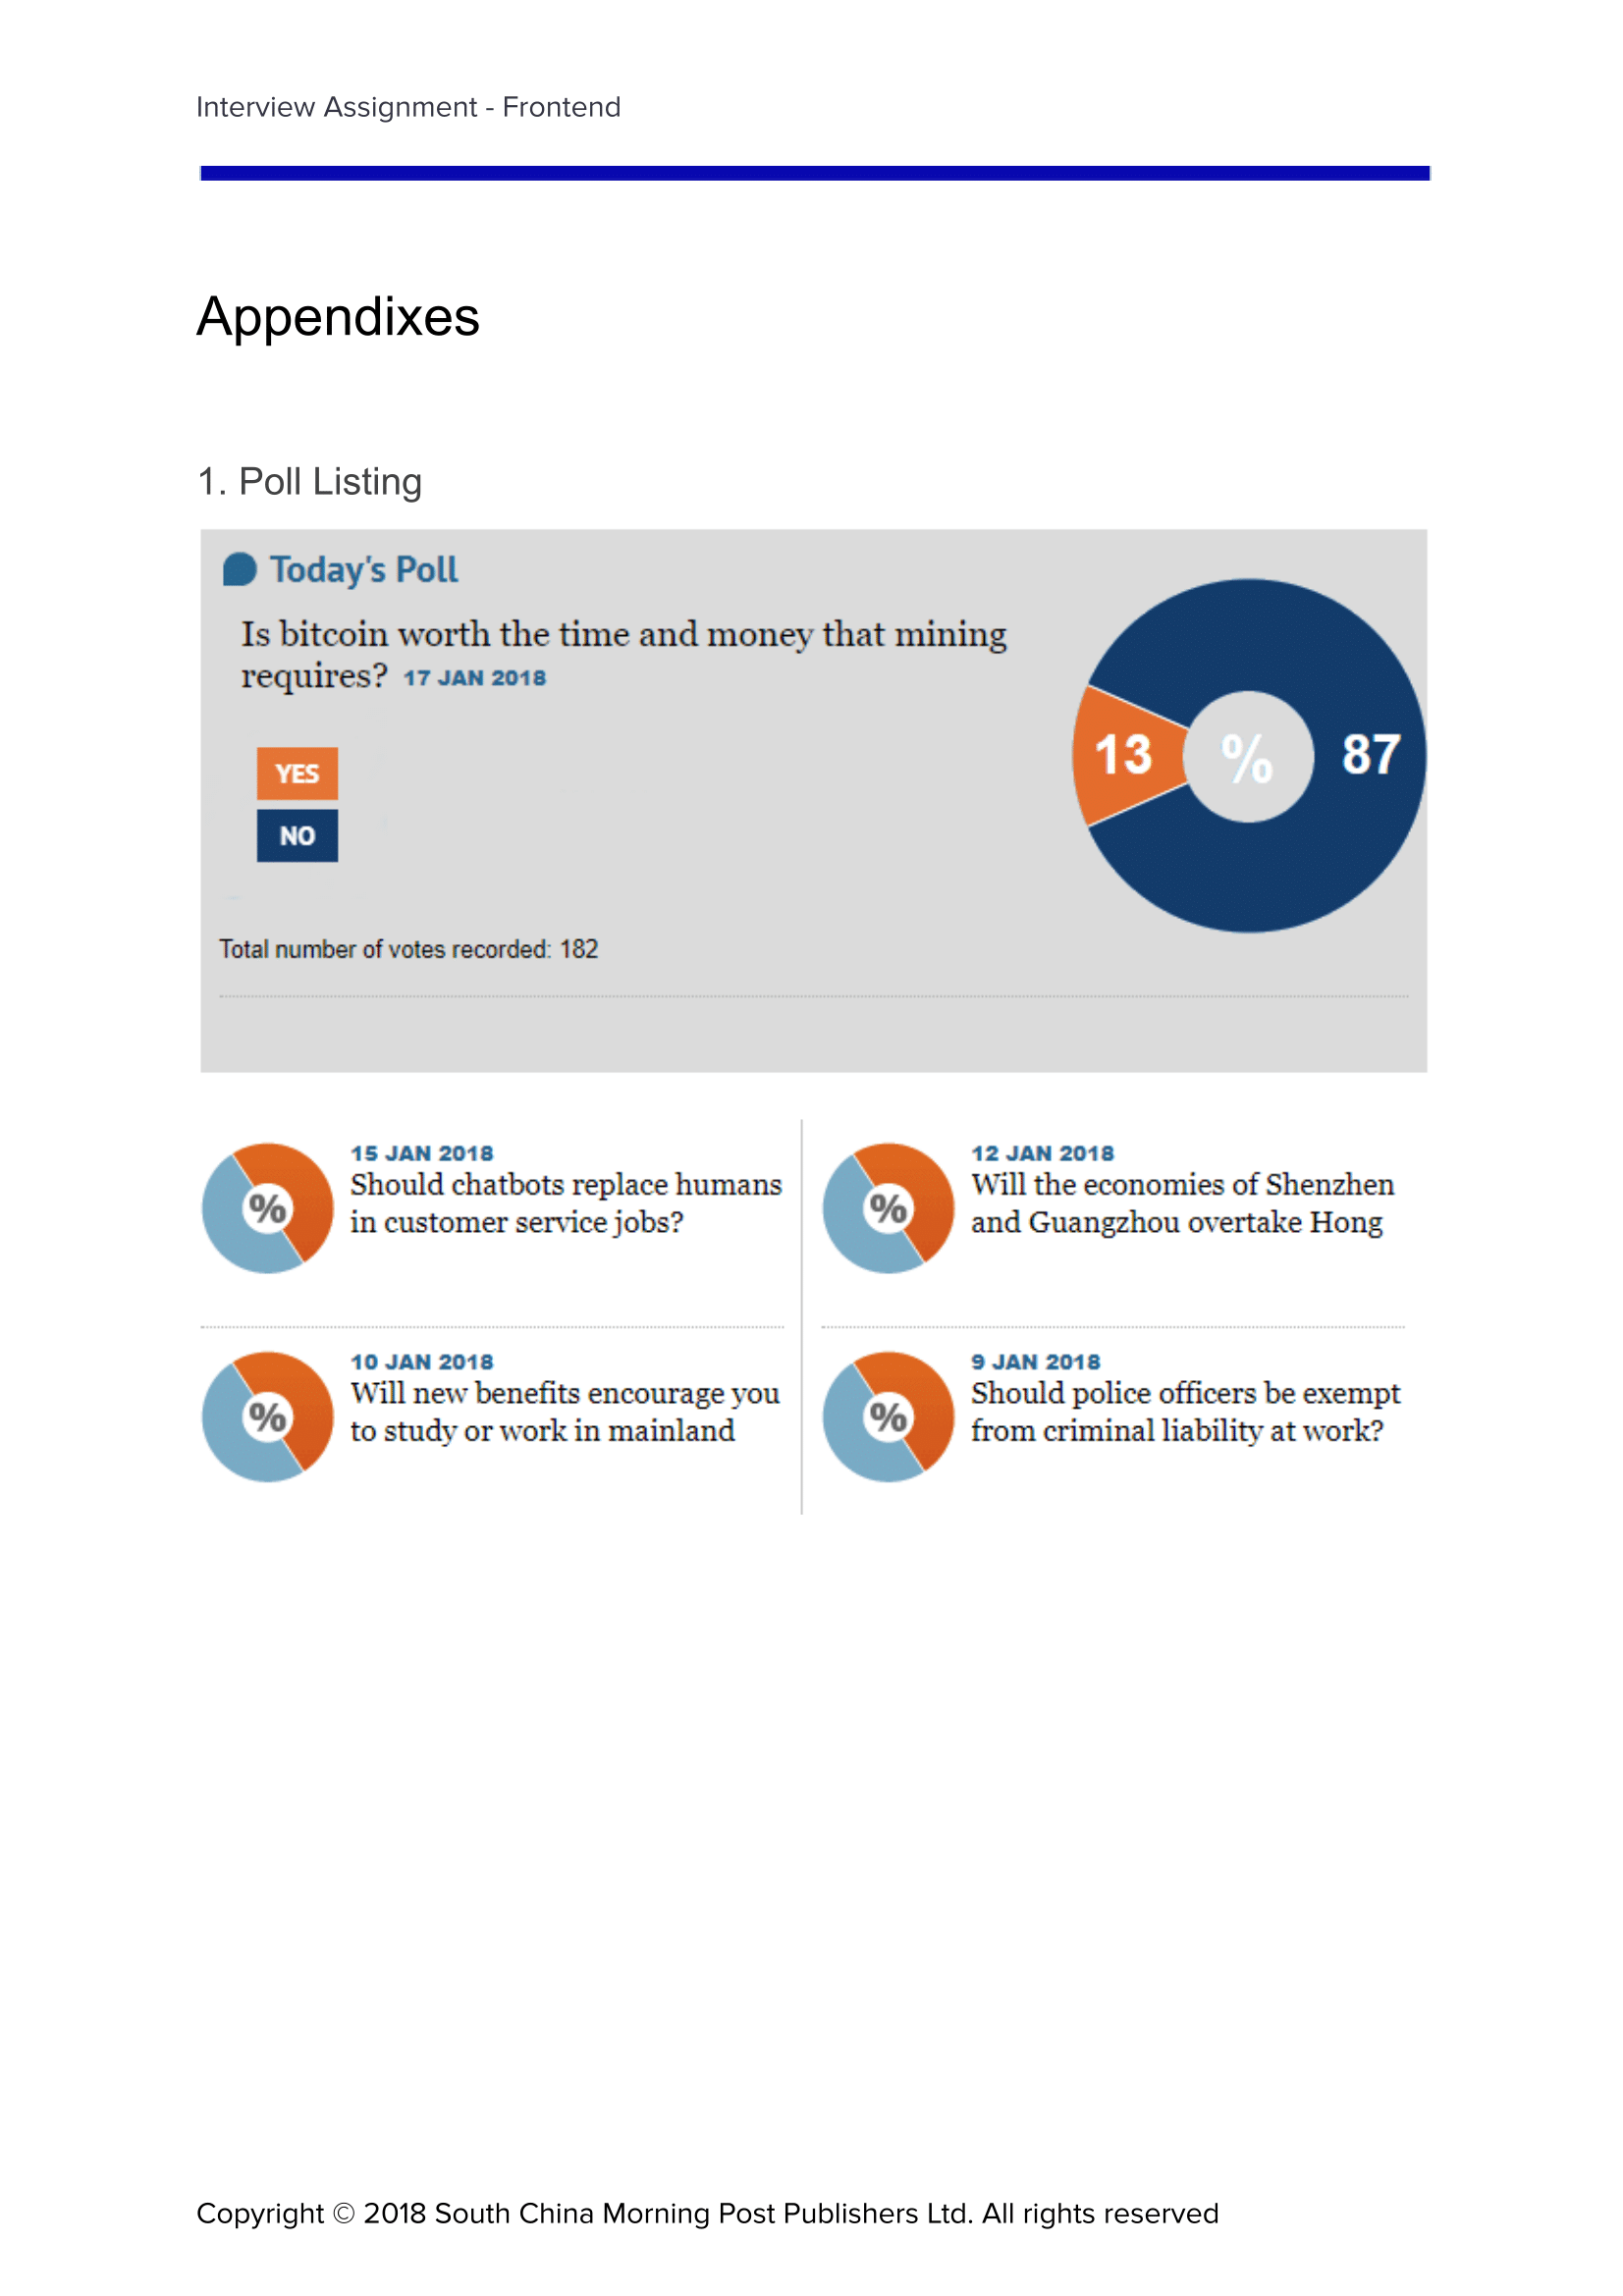 Interview Assignment - Frontend
Appendixes
1. Poll Listing
Today's Poll
Is bitcoin worth the time and money that mining
requires? 17 JAN 2018
YES
NO
13 % 87
Total number of votes recorded: 182
%
15 JAN 2018
Should chatbots replace humans
in customer service jobs?
%
12 JAN 2018
Will the economies of Shenzhen
and Guangzhou overtake Hong
%
10 JAN 2018
Will new benefits encourage you
to study or work in mainland
%
9 JAN 2018
Should police officers be exempt
from criminal liability at work?
Copyright © 2018 South China Morning Post Publishers Ltd. All rights reserved